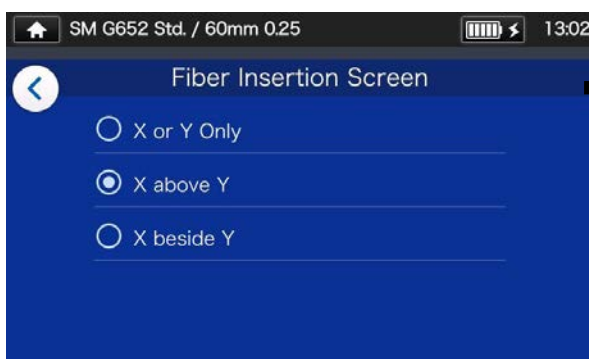 SM G652 Std. / 60mm 0.25 13:02
Fiber Insertion Screen
X or Y Only
X above Y
X beside Y